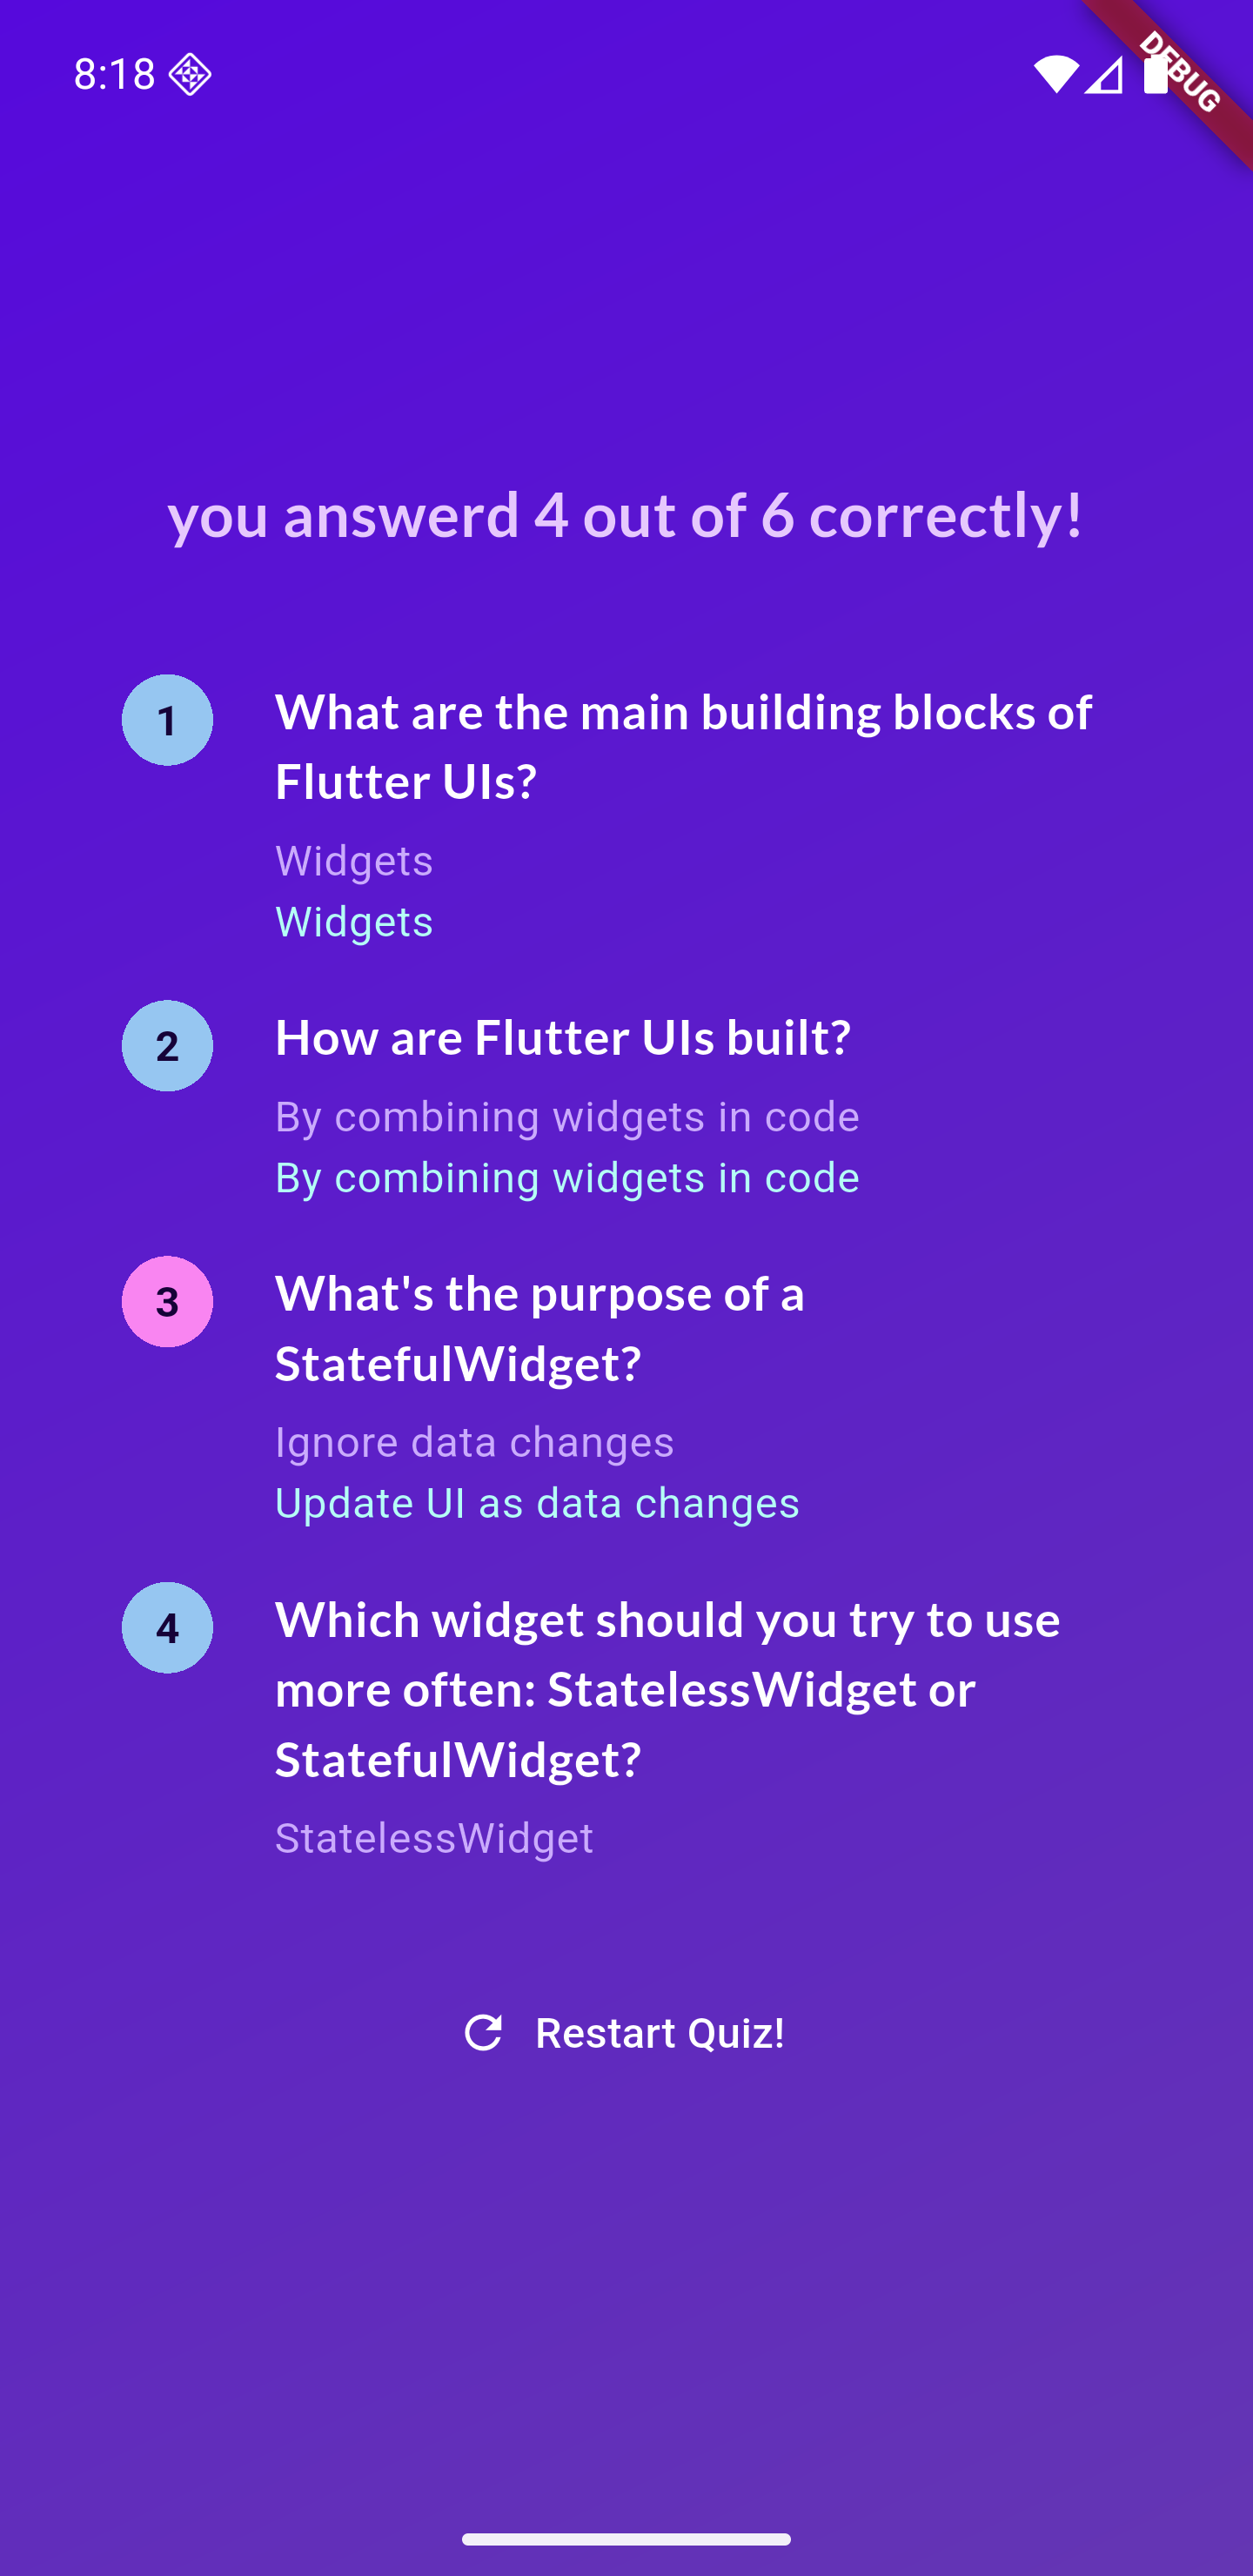 8:18
DEBUG
you answerd 4 out of 6 correctly!
1
What are the main building blocks of
Flutter UIs?
Widgets
Widgets
2
How are Flutter UIs built?
By combining widgets in code
By combining widgets in code
3
What's the purpose of a
StatefulWidget?
Ignore data changes
Update UI as data changes
4
Which widget should you try to use
more often: StatelessWidget or
StatefulWidget?
StatelessWidget
Restart Quiz!